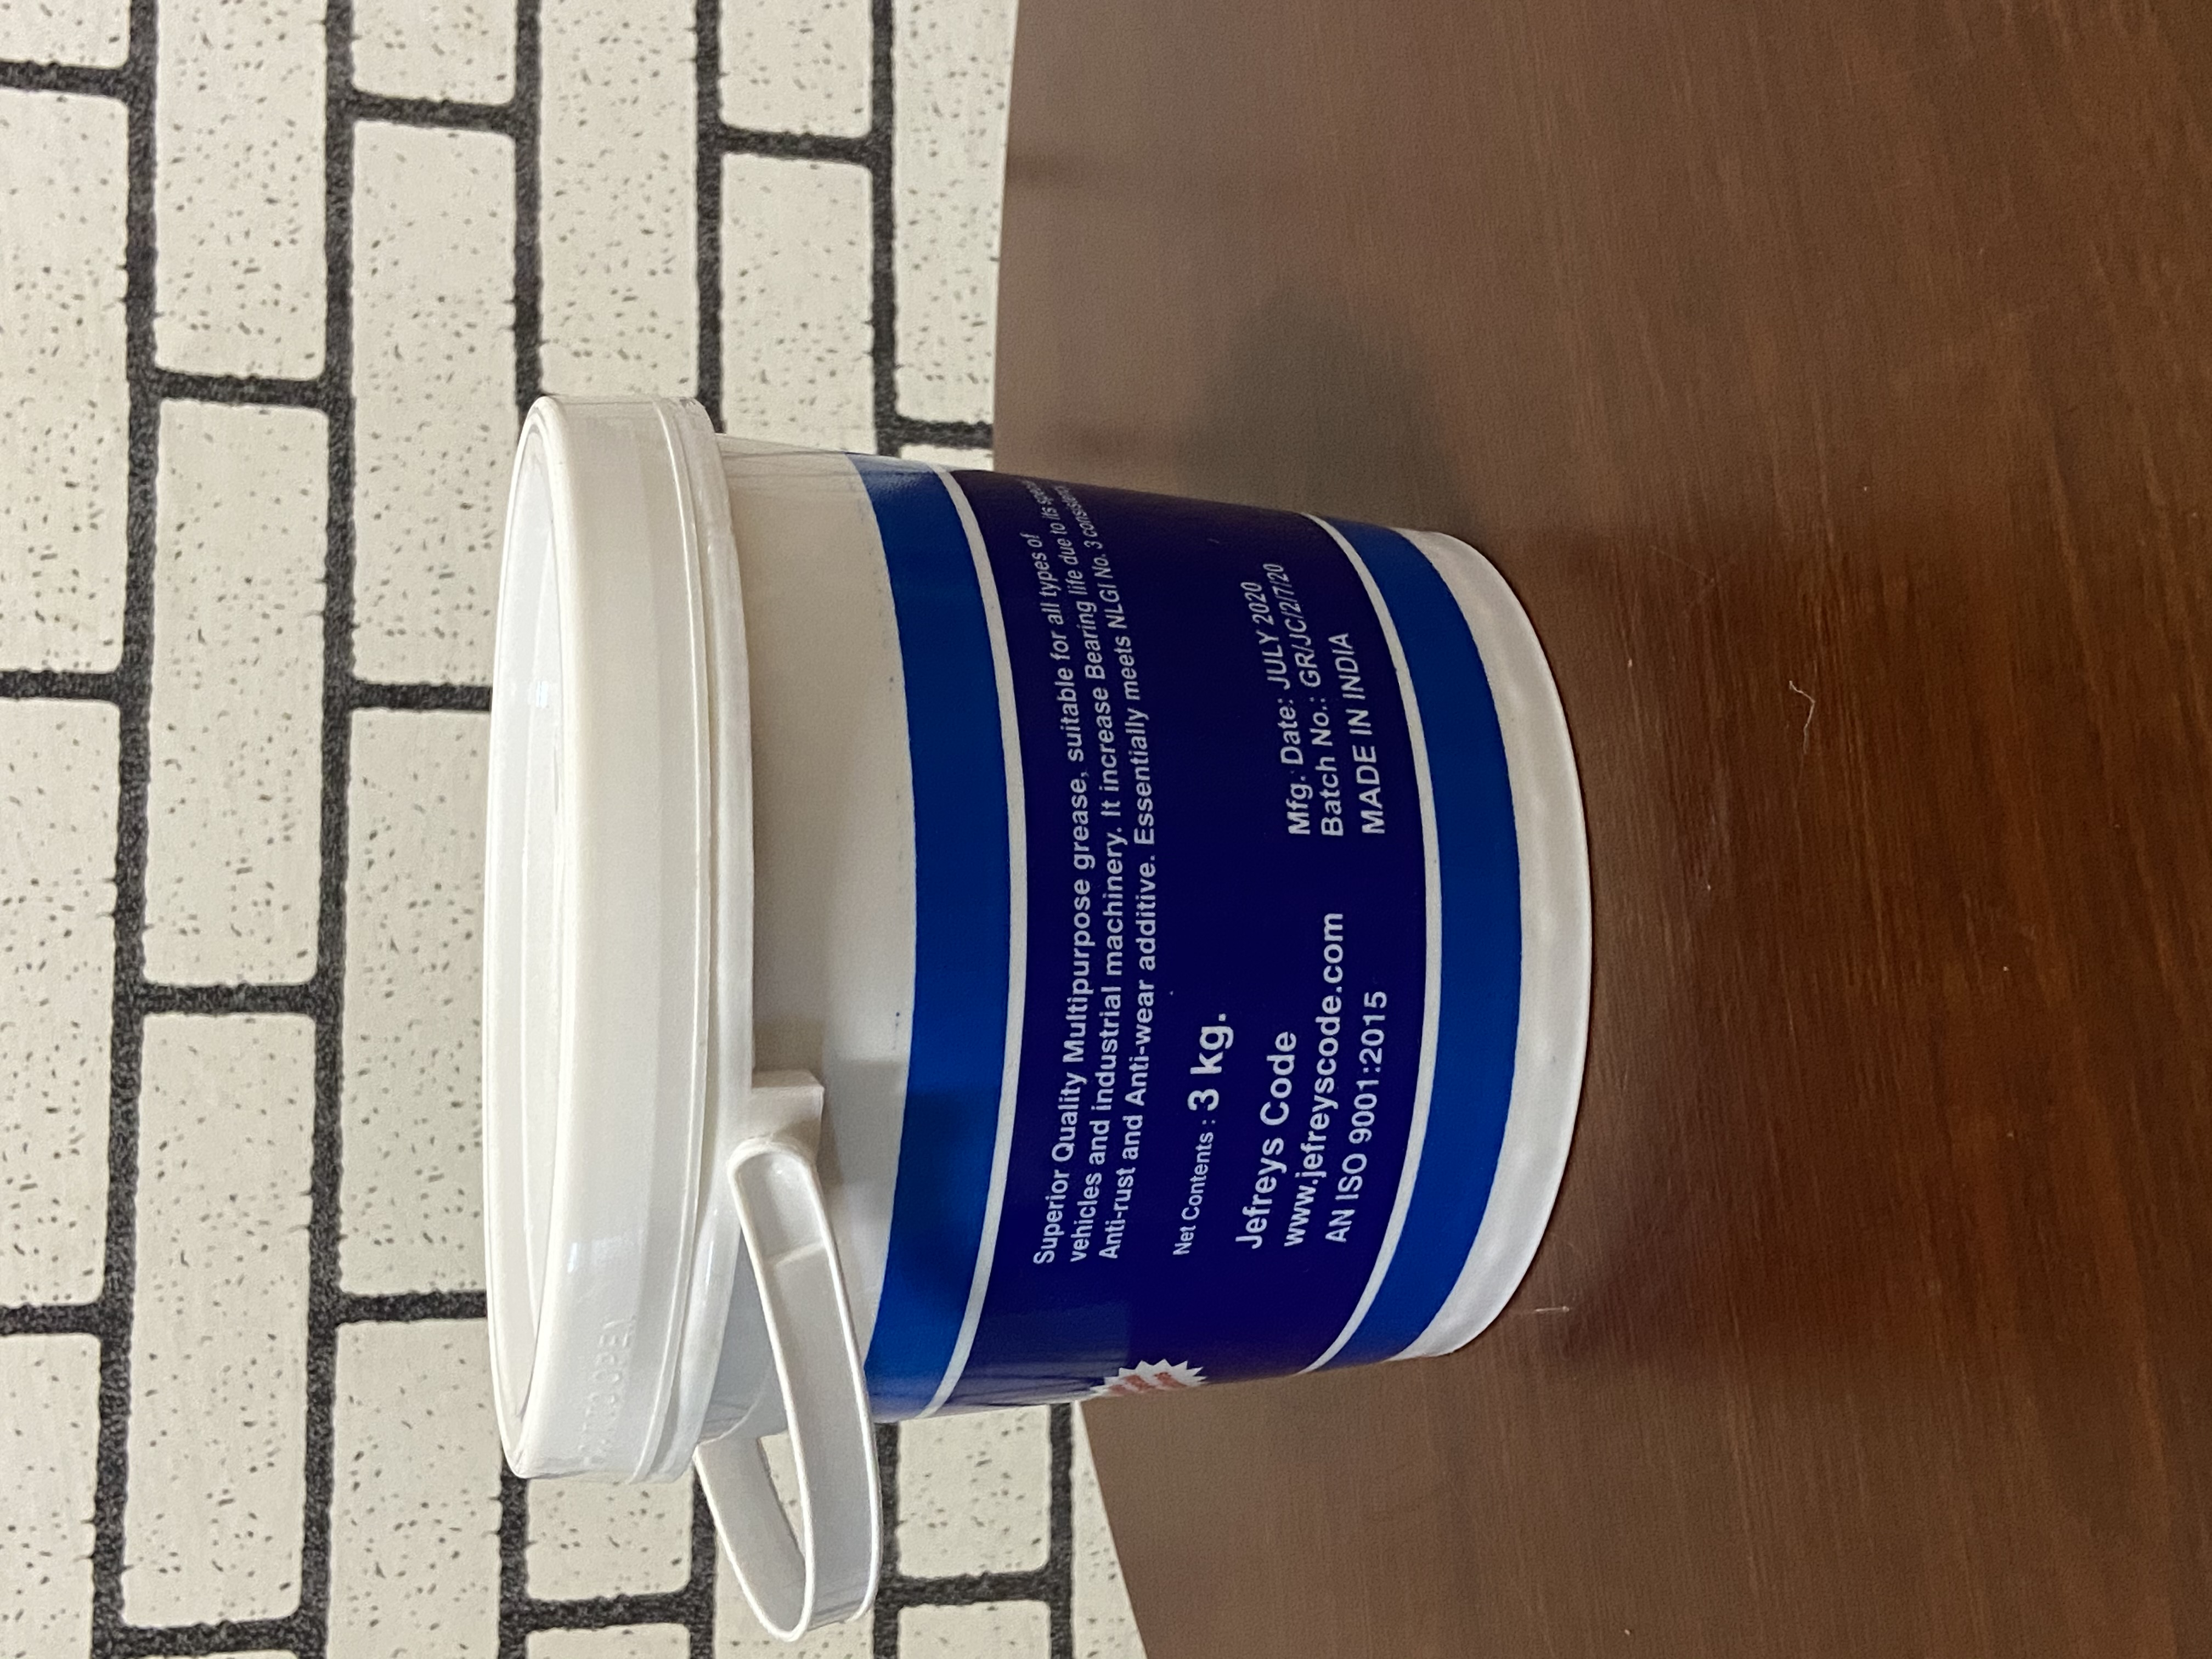 CUT TO OPEN
Superior Quality Multipurpose grease, suitable for all types of
vehicles and industrial machinery. It increase Bearing life due to its special
Anti-rust and Anti-wear additive. Essentially meets NLGI No. 3 consistency.
Net Contents : 3 kg.
Jefreys Code
www.jefreyscode.com
AN ISO 9001:2015
Mfg. Date: JULY 2020
Batch No.: GR/JC/2/7/20
MADE IN INDIA